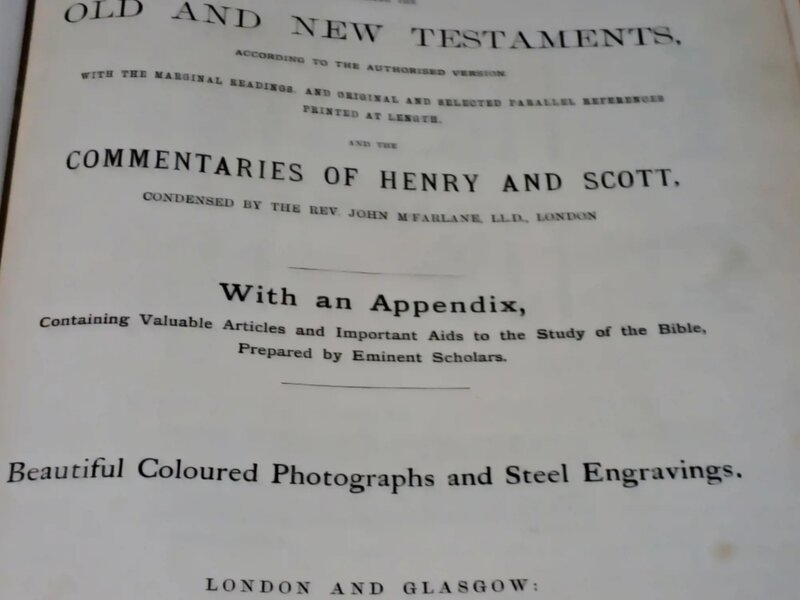 OLD AND NEW TESTAMENTS,
ACCORDING TO THE AUTHORISED VERSION
WITH THE MARGINAL READINGS, AND ORIGINAL AND SELECTED PARALLEL REFERENCES
PRINTED AT LENGTH.
AND THE
COMMENTARIES OF HENRY AND SCOTT,
CONDENSED BY THE REV. JOHN M'FARLANE, LL.D., LONDON
With an Appendix,
Containing Valuable Articles and Important Aids to the Study of the Bible,
Prepared by Eminent Scholars.
Beautiful Coloured Photographs and Steel Engravings.
LONDON AND GLASGOW: